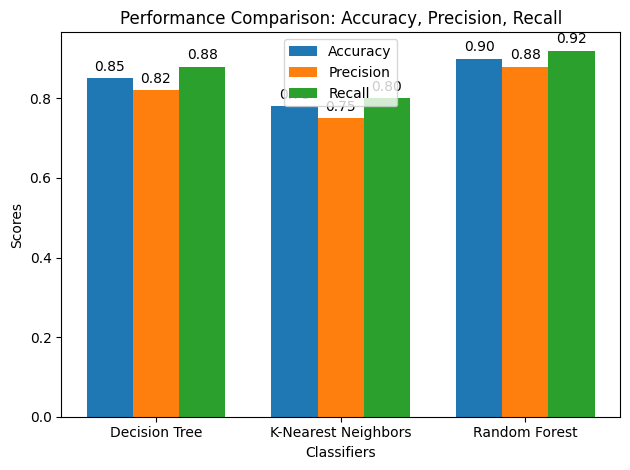 Performance Comparison: Accuracy, Precision, Recall
0.85
0.82
0.88
0.75
0.80
0.90
0.88
0.92
Accuracy
Precision
Recall
0.8
0.6
0.4
0.2
0.0
Scores
Decision Tree
K-Nearest Neighbors
Random Forest
Classifiers